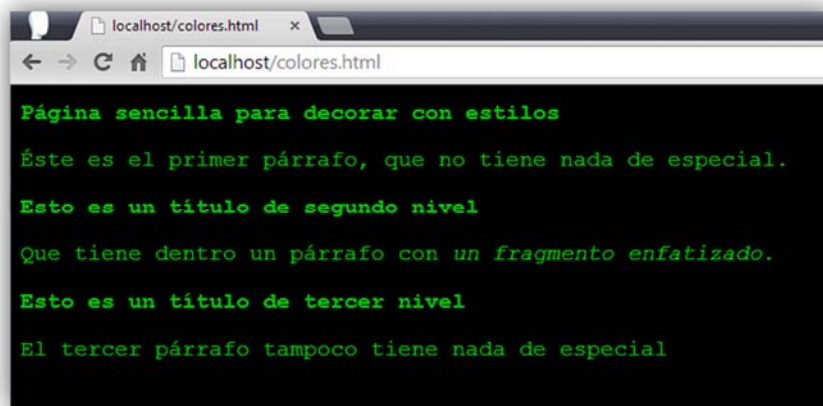 localhost/colores.html
localhost/colores.html
Página sencilla para decorar con estilos
Éste es el primer párrafo, que no tiene nada de especial.
Esto es un título de segundo nivel
Que tiene dentro un párrafo con un fragmento enfatizado.
Esto es un título de tercer nivel
El tercer párrafo tampoco tiene nada de especial